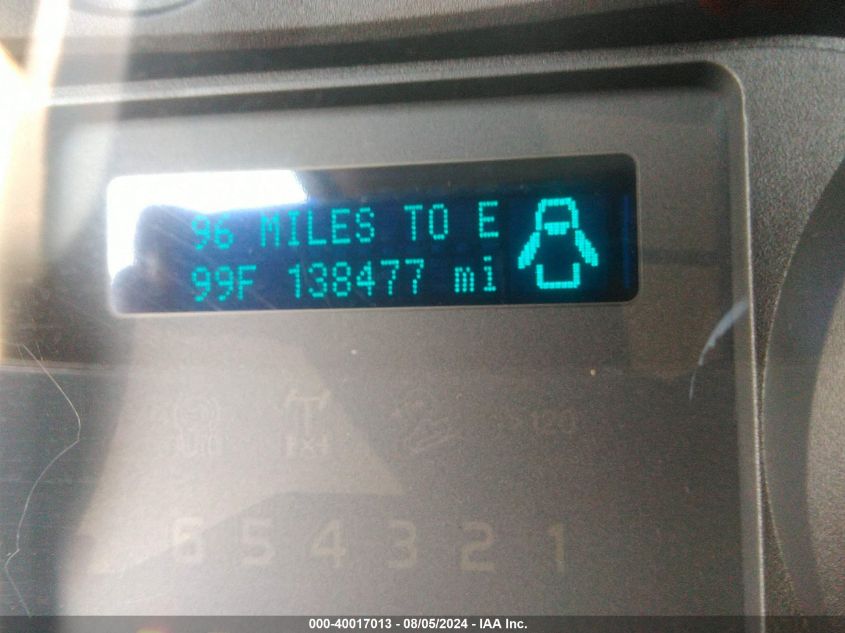 96 MILES TO E
99F 138477 mi
6 5 4 3 2 1
000-40017013 - 08/05/2024 - IAA Inc.